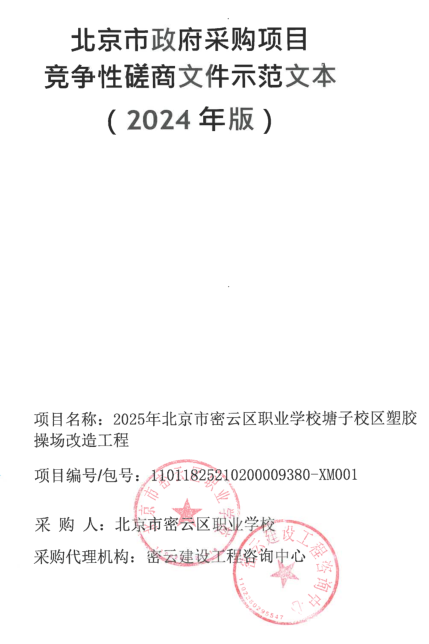 北京市政府采购项目
竞争性磋商文件示范文本
（2024年版）
项目名称：2025年北京市密云区职业学校塘子校区塑胶
操场改造工程
项目编号/包号：11011825210200009380-XM001
采 购 人：北京市密云区职业学校
采购代理机构：密云建设工程咨询中心